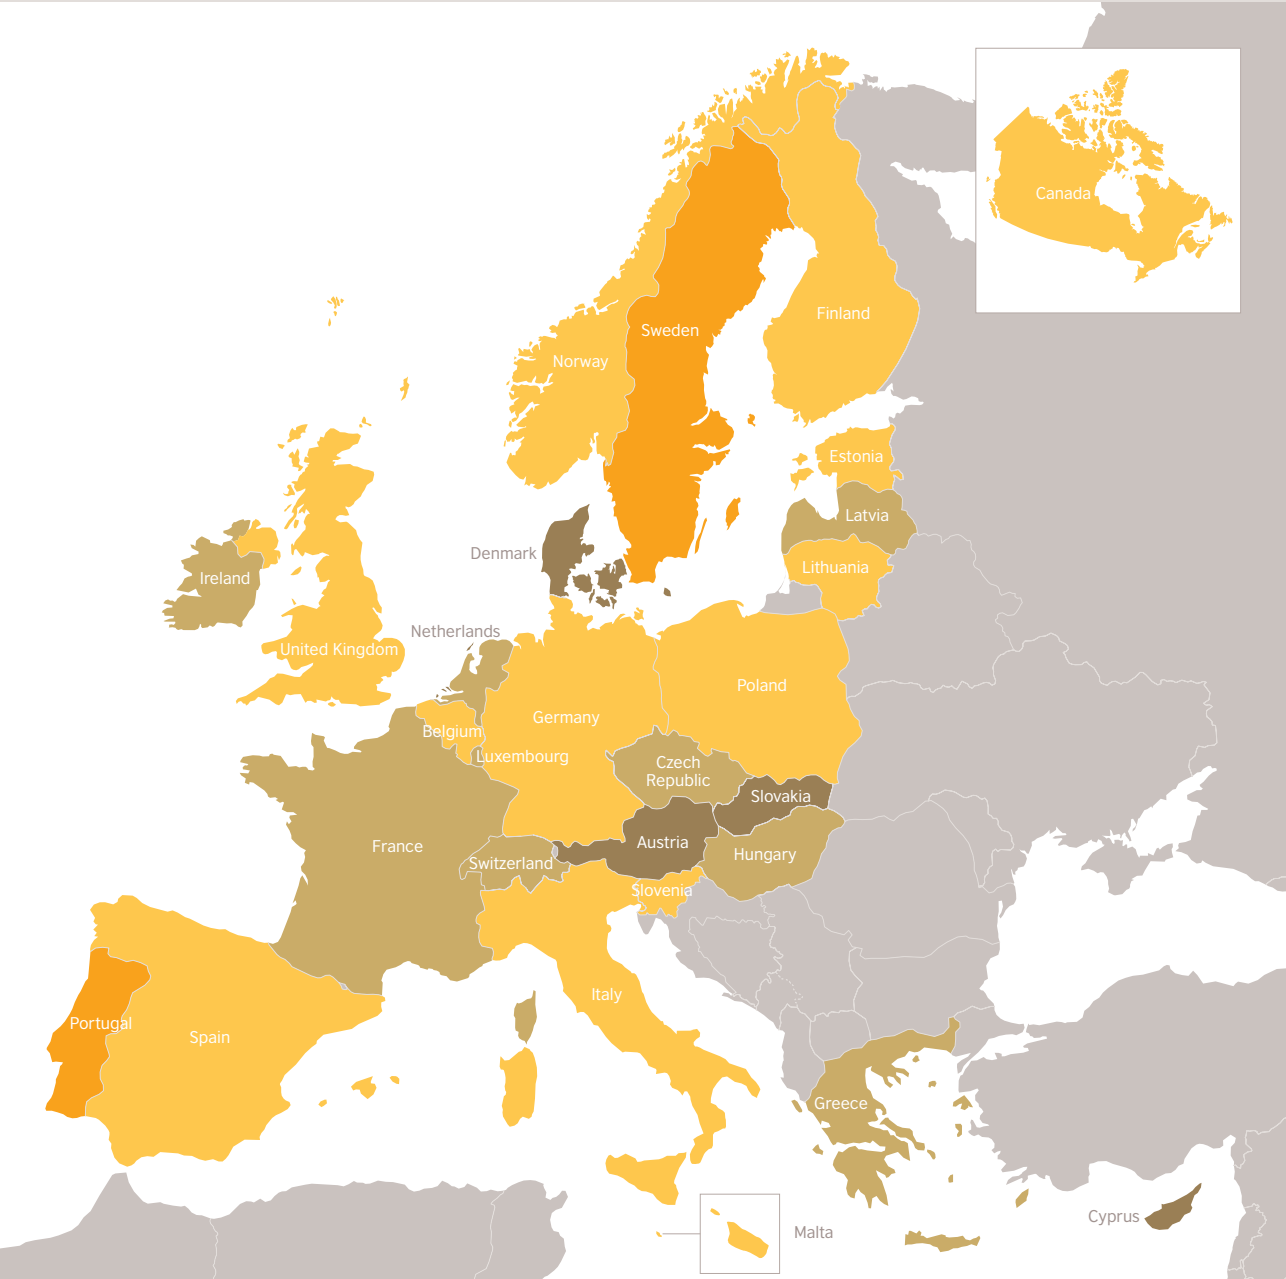 Canada
Finland
Sweden
Norway
Estonia
Latvia
Denmark
Lithuania
Ireland
Netherlands
United Kingdom
Poland
Germany
Belgium
Luxembourg
Czech
Republic
Slovakia
Austria
France
Hungary
Switzerland
Slovenia
Italy
Portugal
Spain
Greece
Cyprus
Malta